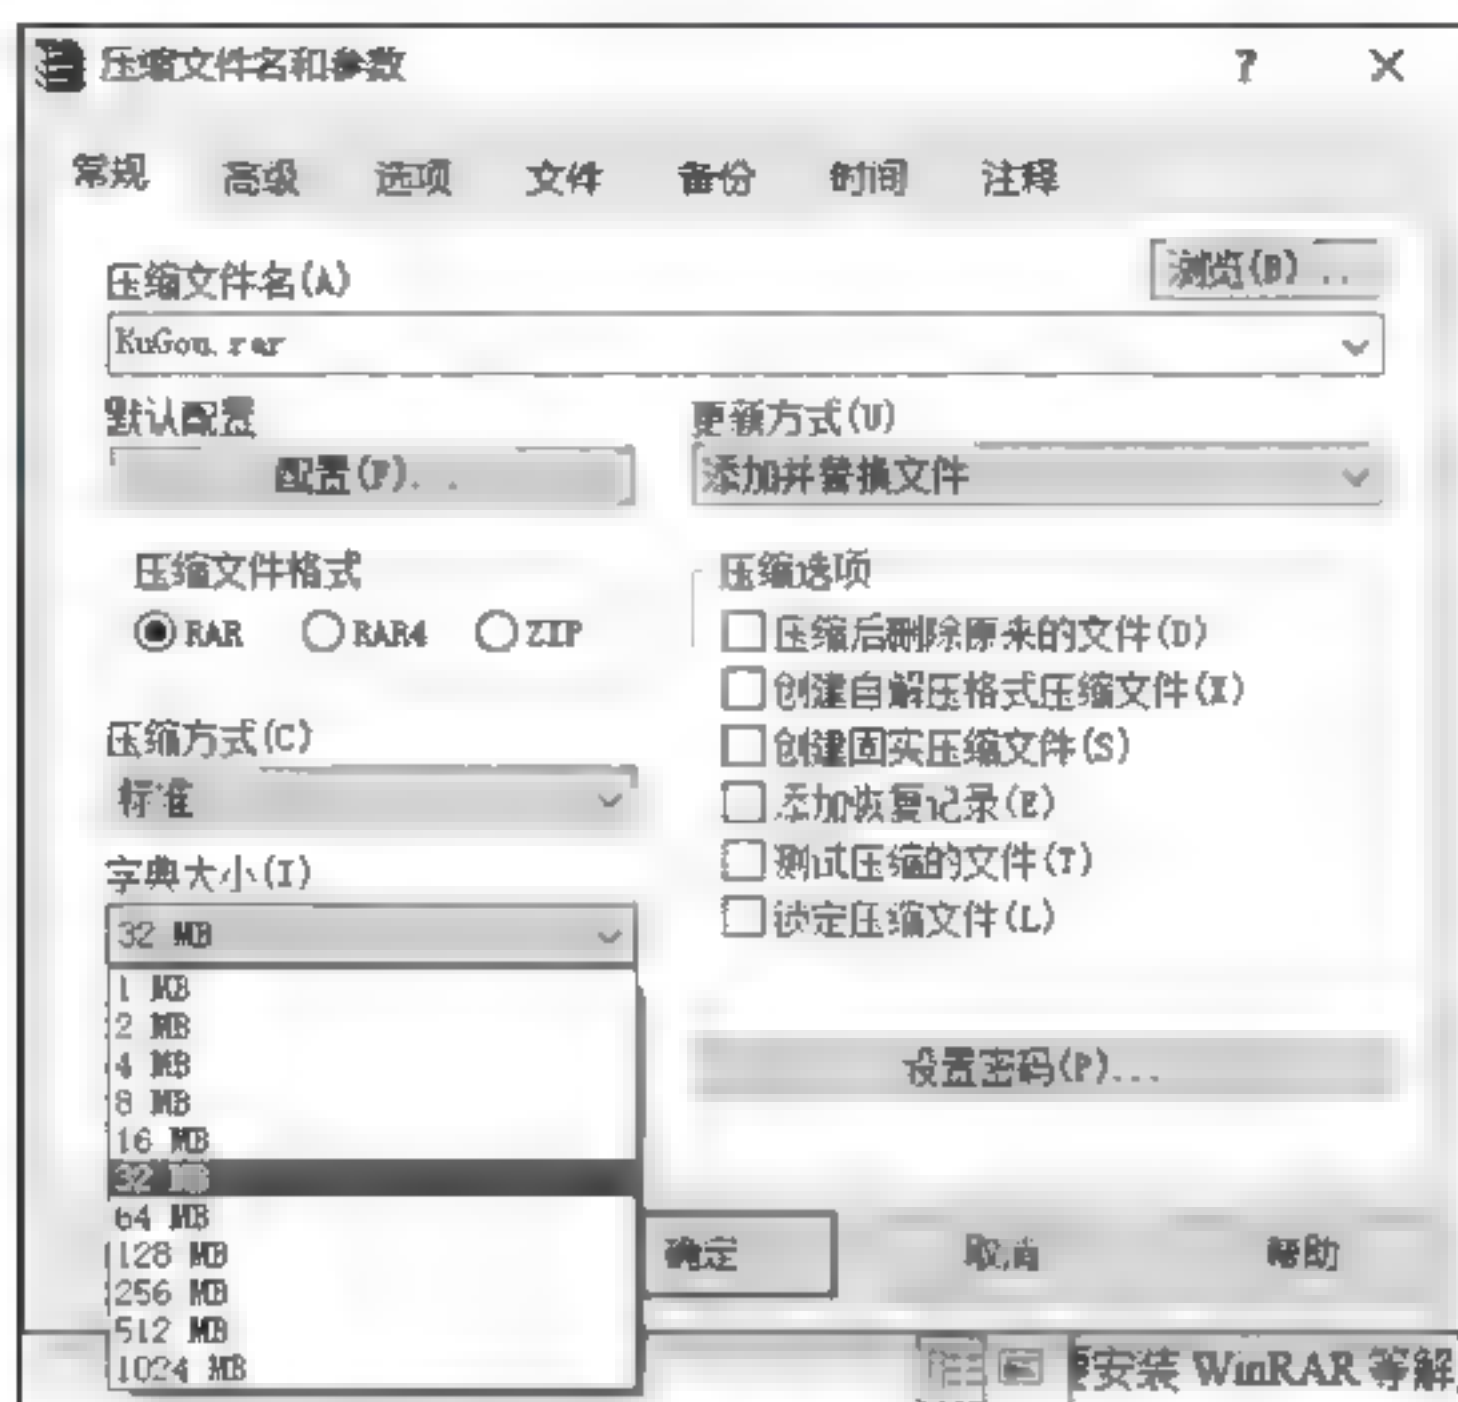 压缩文件名和参数 ? ×
常规 高级 选项 文件 备份 时间 注释
压缩文件名(A)
浏览(B)...
KuGou.rar
默认配置
配置(F)...
更新方式(U)
添加并替换文件
压缩文件格式
RAR RAR4 ZIP
压缩方式(C)
标准
字典大小(I)
32 MB
1 MB
2 MB
4 MB
8 MB
16 MB
32 MB
64 MB
128 MB
256 MB
512 MB
1024 MB
压缩选项
压缩后删除原来的文件(D)
创建自解压格式压缩文件(X)
创建固实压缩文件(S)
添加恢复记录(E)
测试压缩的文件(T)
锁定压缩文件(L)
设置密码(P)...
确定 取消 帮助
安装 WinRAR 等解